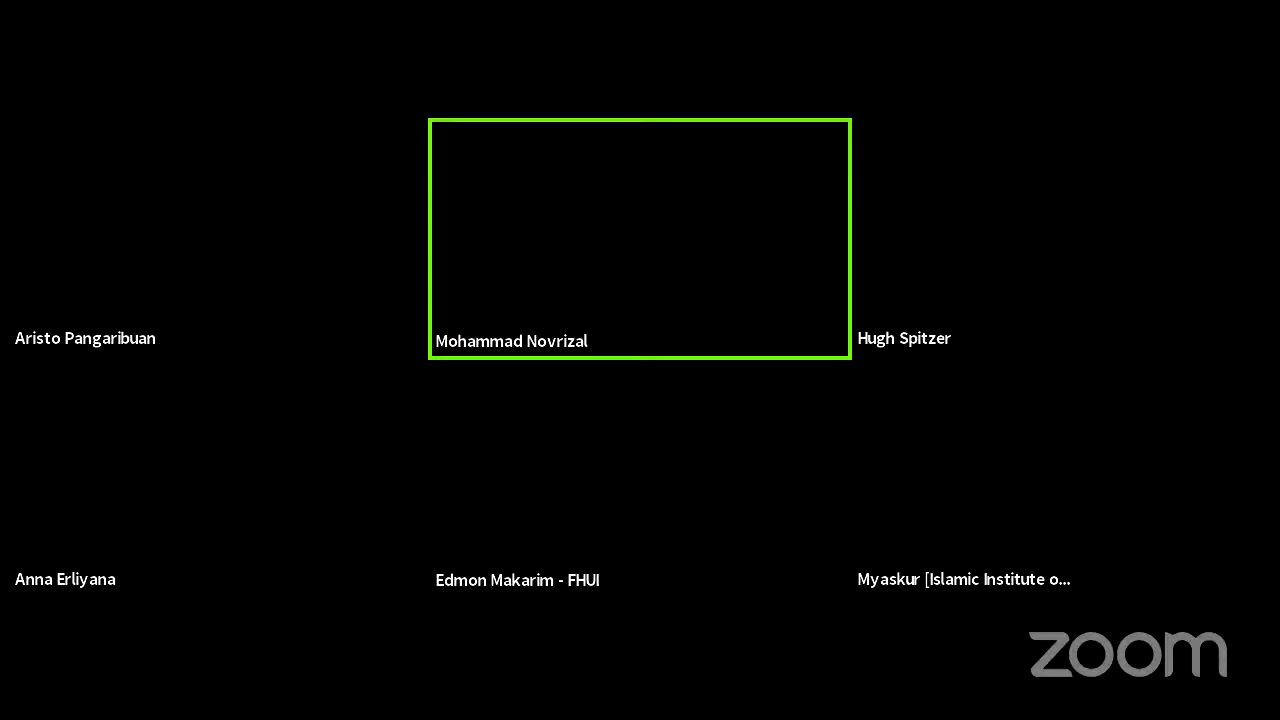 Aristo Pangaribuan
Mohammad Novrizal
Hugh Spitzer
Anna Erliyana
Edmon Makarim - FHUI
Myaskur [Islamic Institute o...
zoom